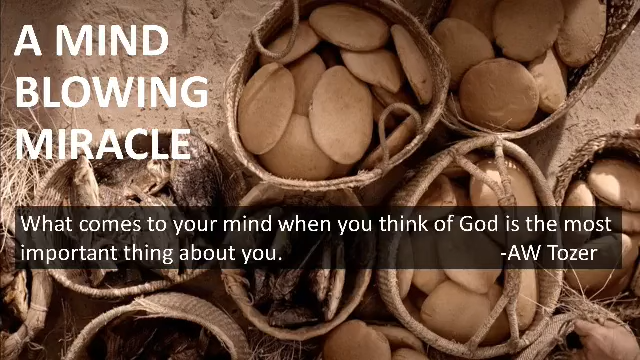 A MIND
BLOWING
MIRACLE
What comes to your mind when you think of God is the most
important thing about you. -AW Tozer